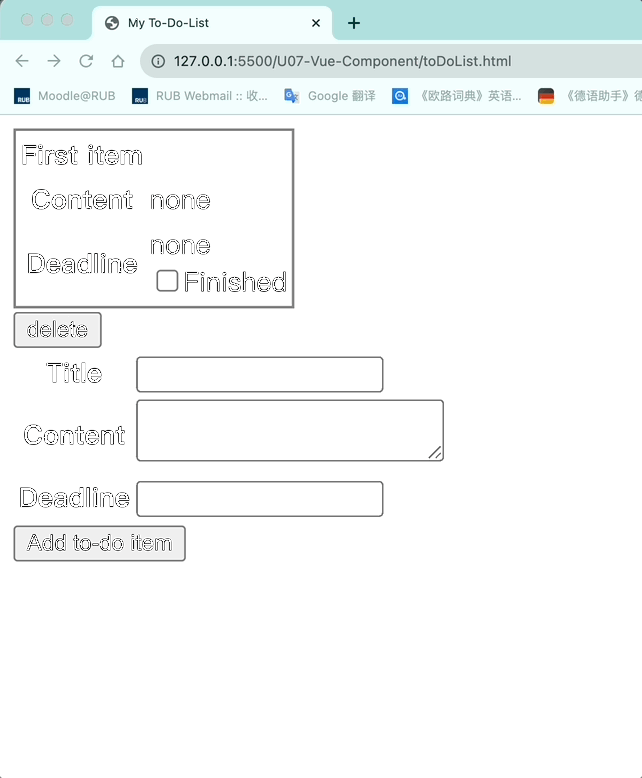 My To-Do-List
127.0.0.1:5500/U07-Vue-Component/toDoList.html
RUB Moodle@RUB RUB RUB Webmail :: 收... Google 翻译 《欧路词典》英语... 《德语助手》
First item
Content none
Deadline none
Finished
delete
Title
Content
Deadline
Add to-do item